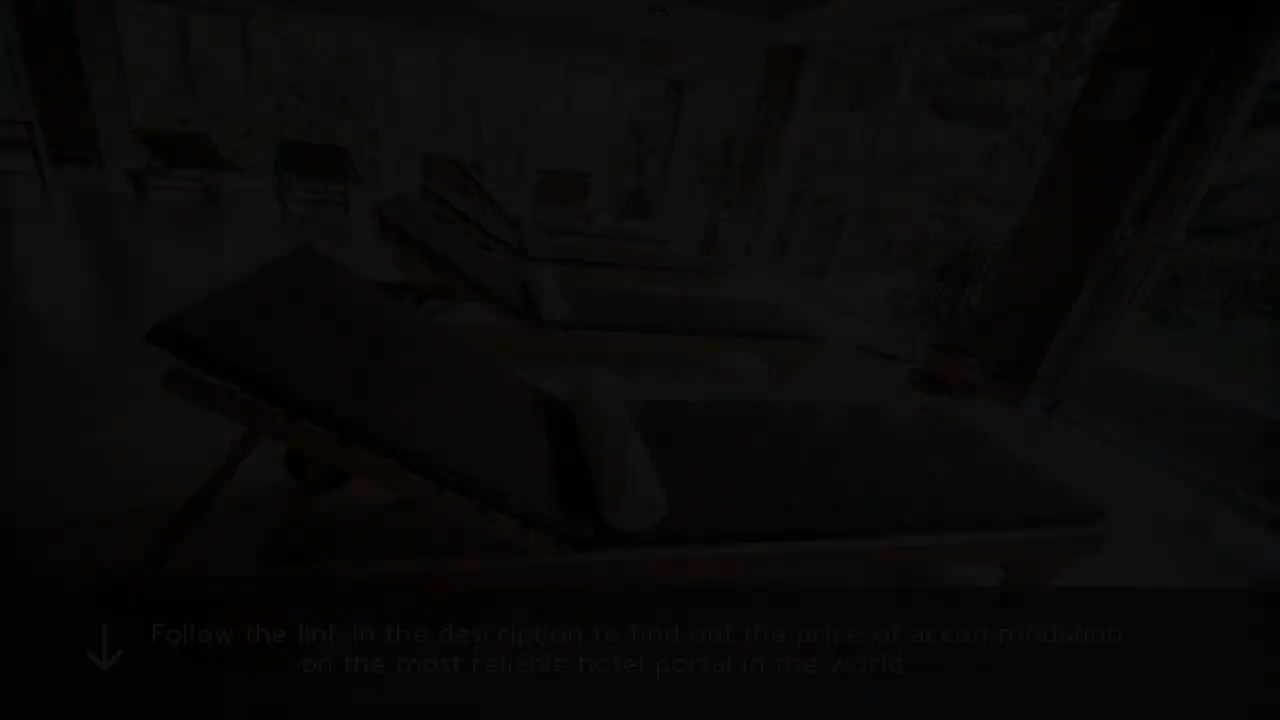 Follow the link in the description to find out the price of accommodation
on the most reliable hotel portal in the world